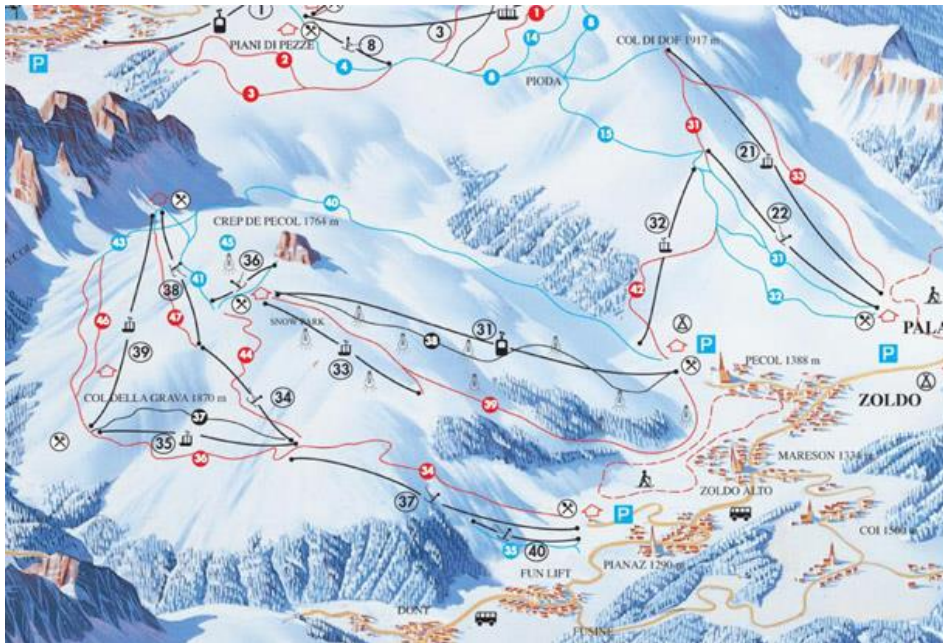 1
1
8
COL DI DOF 1917 m
PIANI DI PEZZE
8
3
14
P
2
4
8
PIODA
3
31
15
21
33
40
22
CREP DE PECOL 1764 m
32
43
45
36
31
41
38
32
42
SNOW PARK
31
46
47
38
PALA
39
44
33
P
P
PECOL 1388 m
COL DELLA GRAVA 1870 m
34
39
ZOLDO
37
35
36
34
MARESON 1334 m
ZOLDO ALTO
37
P
COI 1500 m
35
40
PIANAZ 1290 m
FUN LIFT
DONT
FUSINE